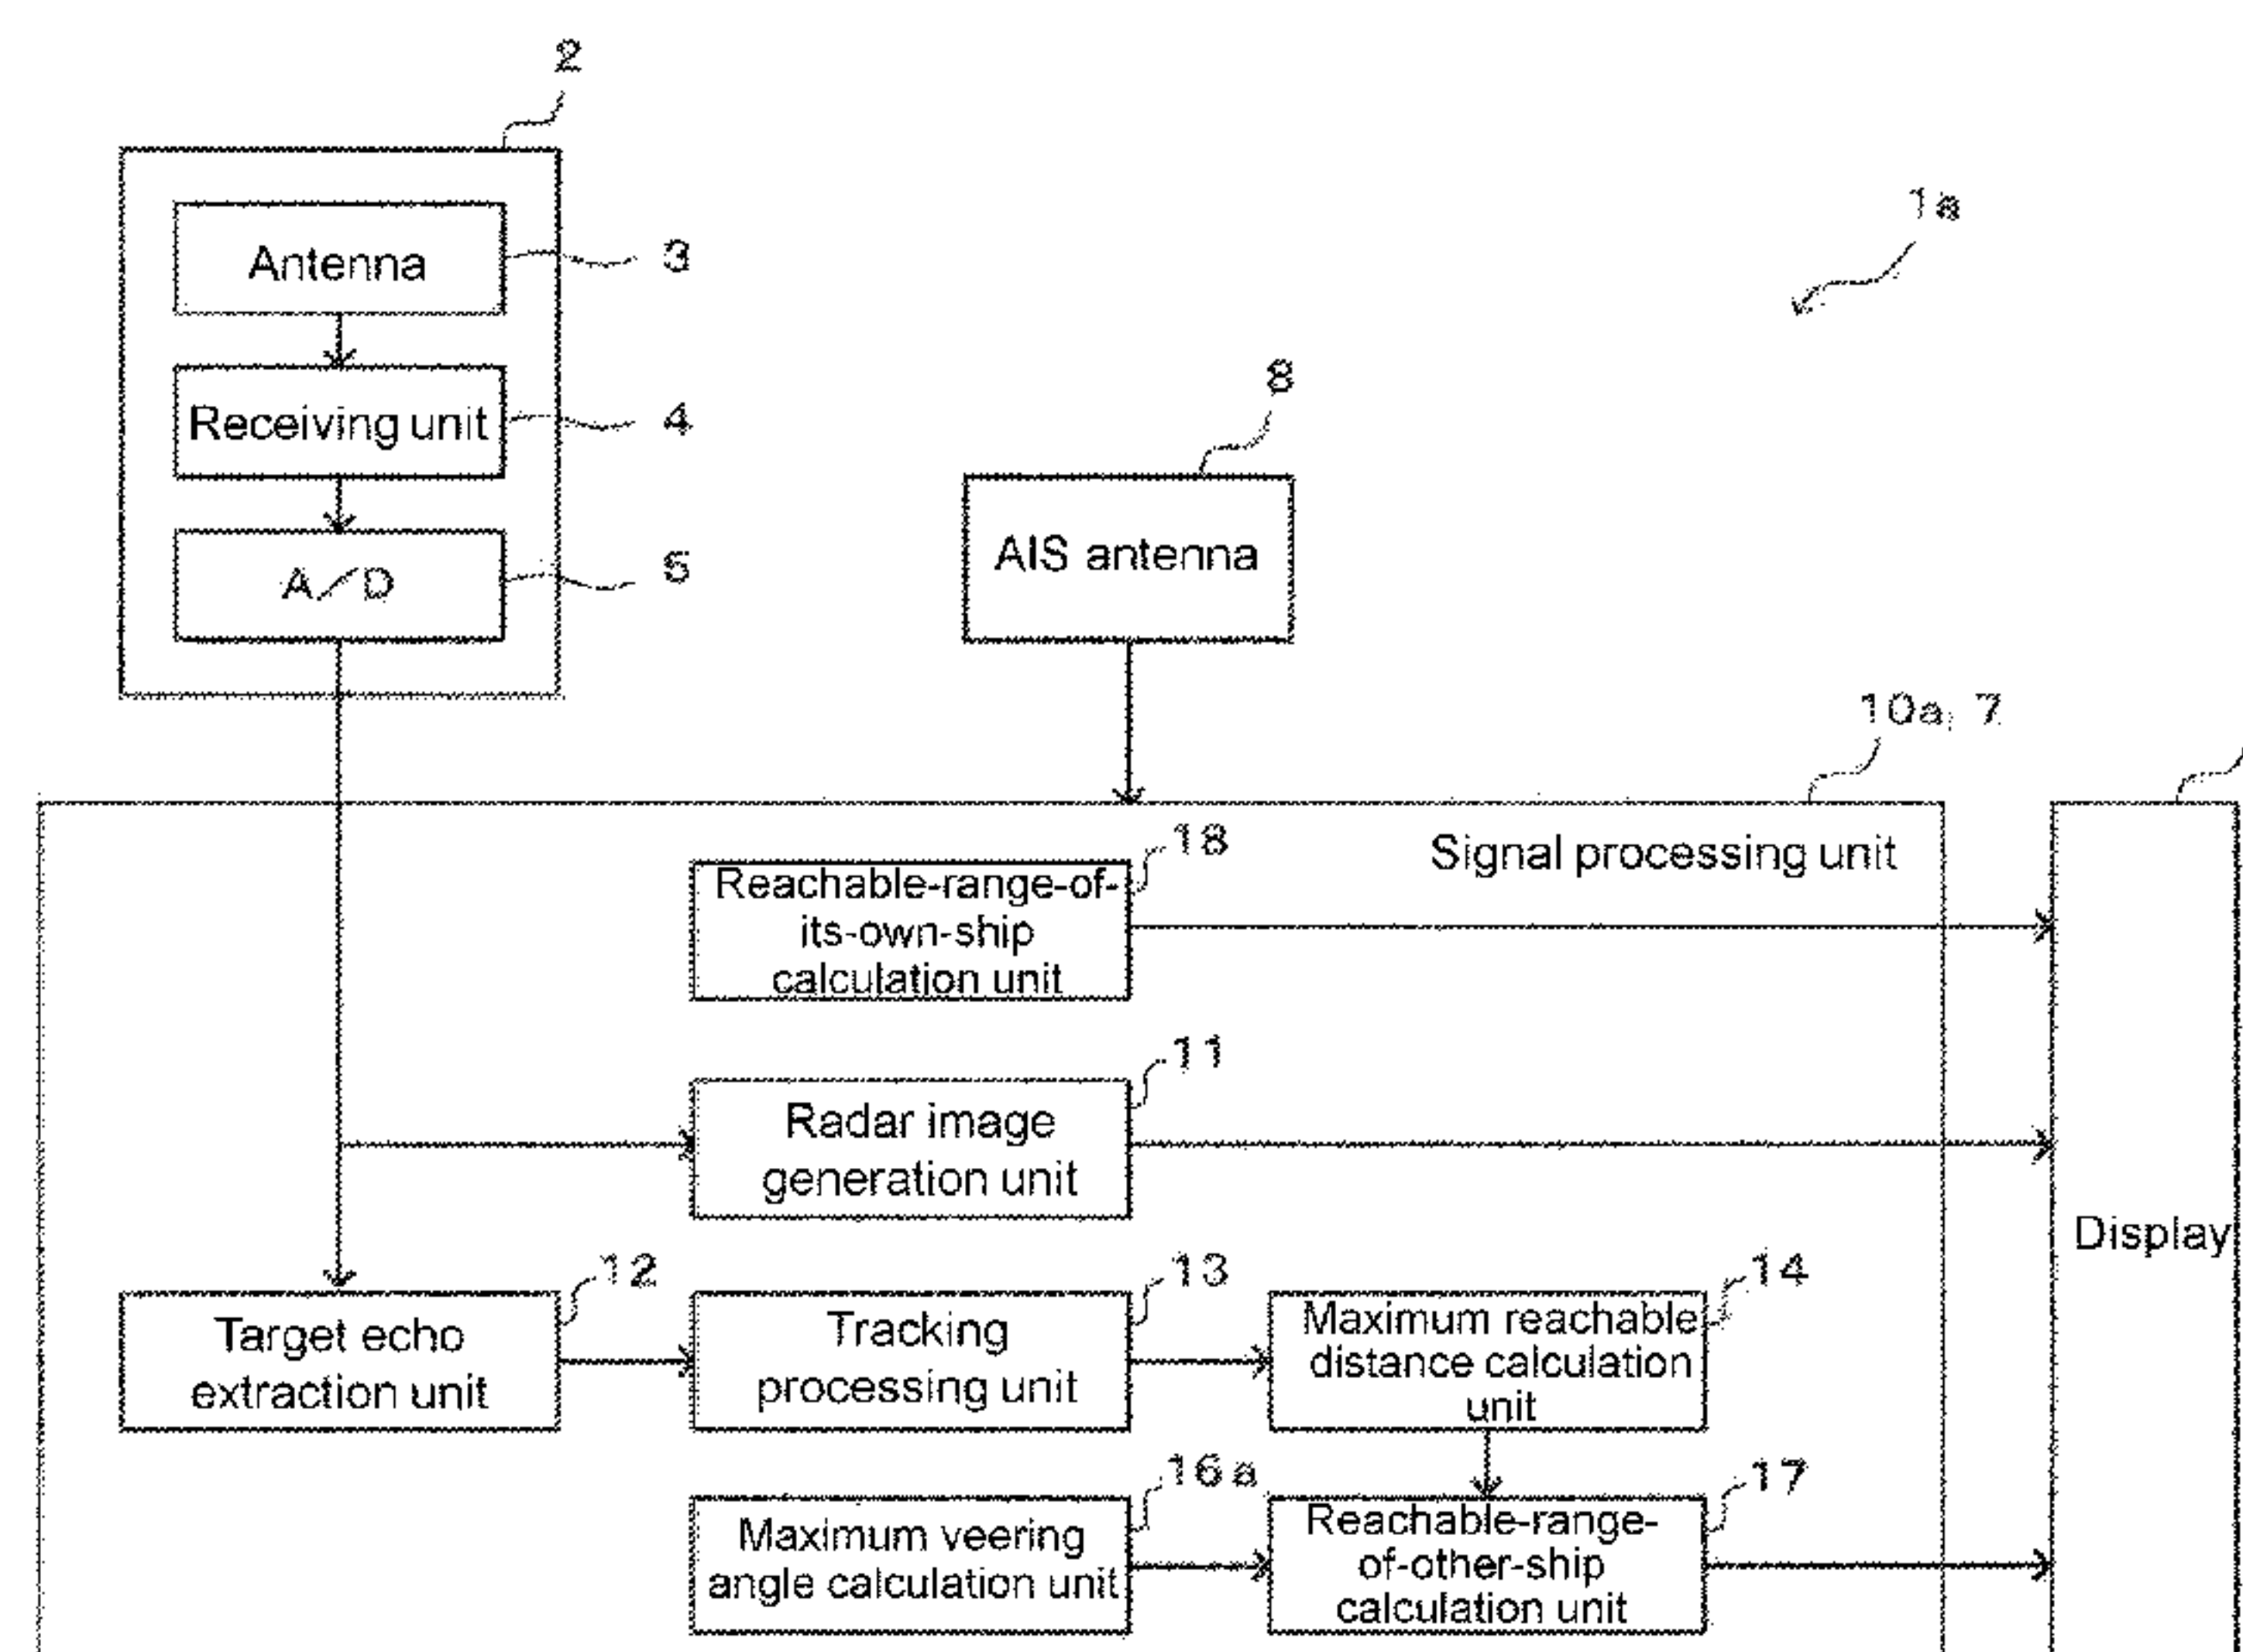 2
1a
Antenna
3
Receiving unit
4
8
A/D
5
AIS antenna
10a, 7
Signal processing unit
18
Reachable-range-of-
its-own-ship
calculation unit
11
Radar image
generation unit
Display
12
Target echo
extraction unit
13
Tracking
processing unit
14
Maximum reachable
distance calculation
unit
16a
Maximum veering
angle calculation unit
17
Reachable-range-
of-other-ship
calculation unit